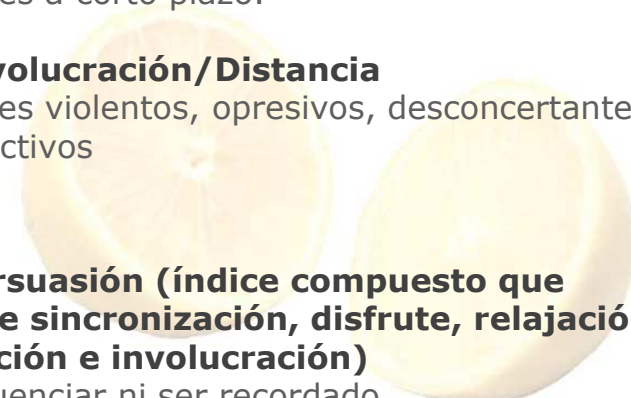 es a corto plazo.
volucración/Distancia
es violentos, opresivos, desconcertante
ctivos
rsuasión (índice compuesto que
e sincronización, disfrute, relajació
ción e involucración)
uenciar ni ser recordado